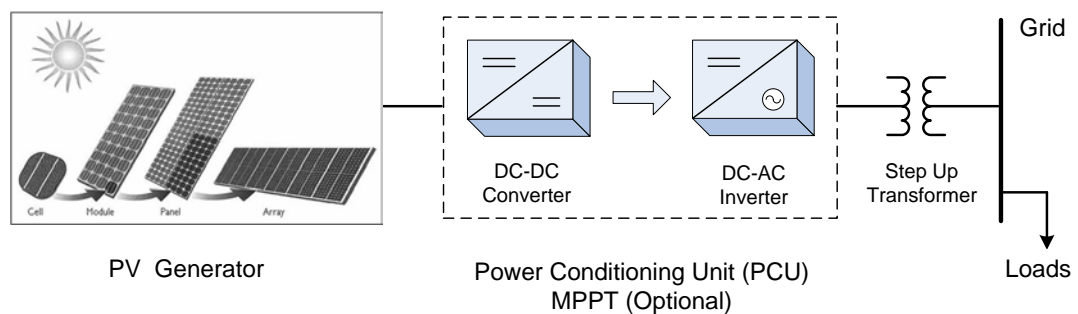 Cell
Module
Panel
Array
PV Generator
DC-DC
Converter
DC-AC
Inverter
Power Conditioning Unit (PCU)
MPPT (Optional)
Step Up
Transformer
Grid
Loads